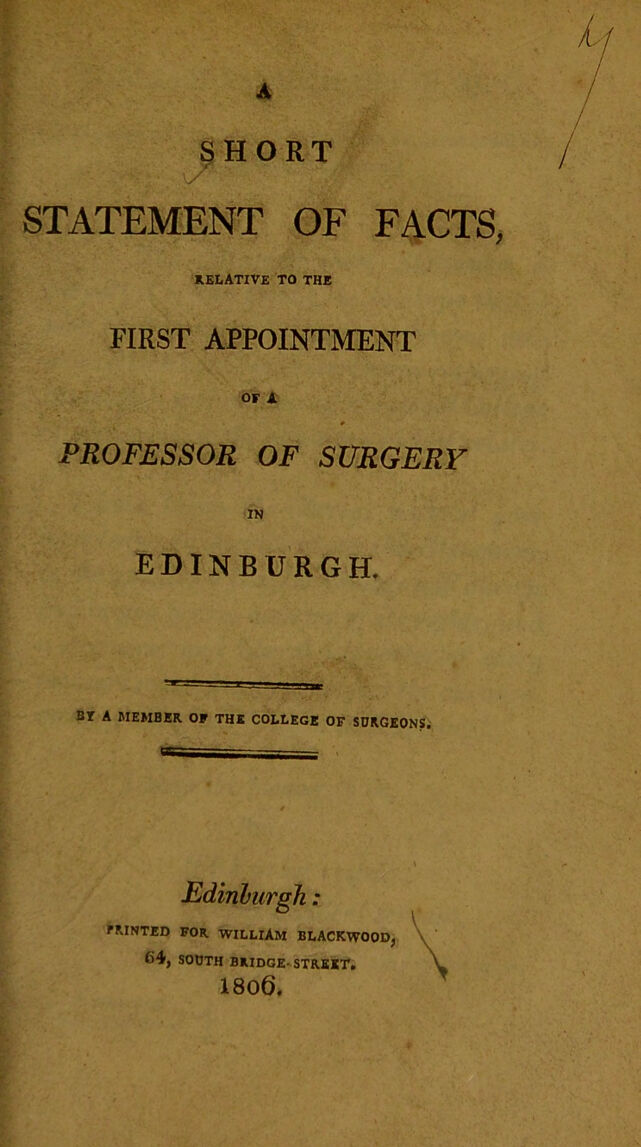 A
SHORT
STATEMENT OF FACTS,
RELATIVE TO THE
FIRST APPOINTMENT
OF A
PROFESSOR OF SURGERY
IN
EDINBURGH.
BY A MEMBER OF THE COLLEGE OF SURGEONS.
Edinburgh:
PRINTED FOR WILLIAM BLACKWOOD,
64, SOUTH BRIDGE-STREET.
1806.